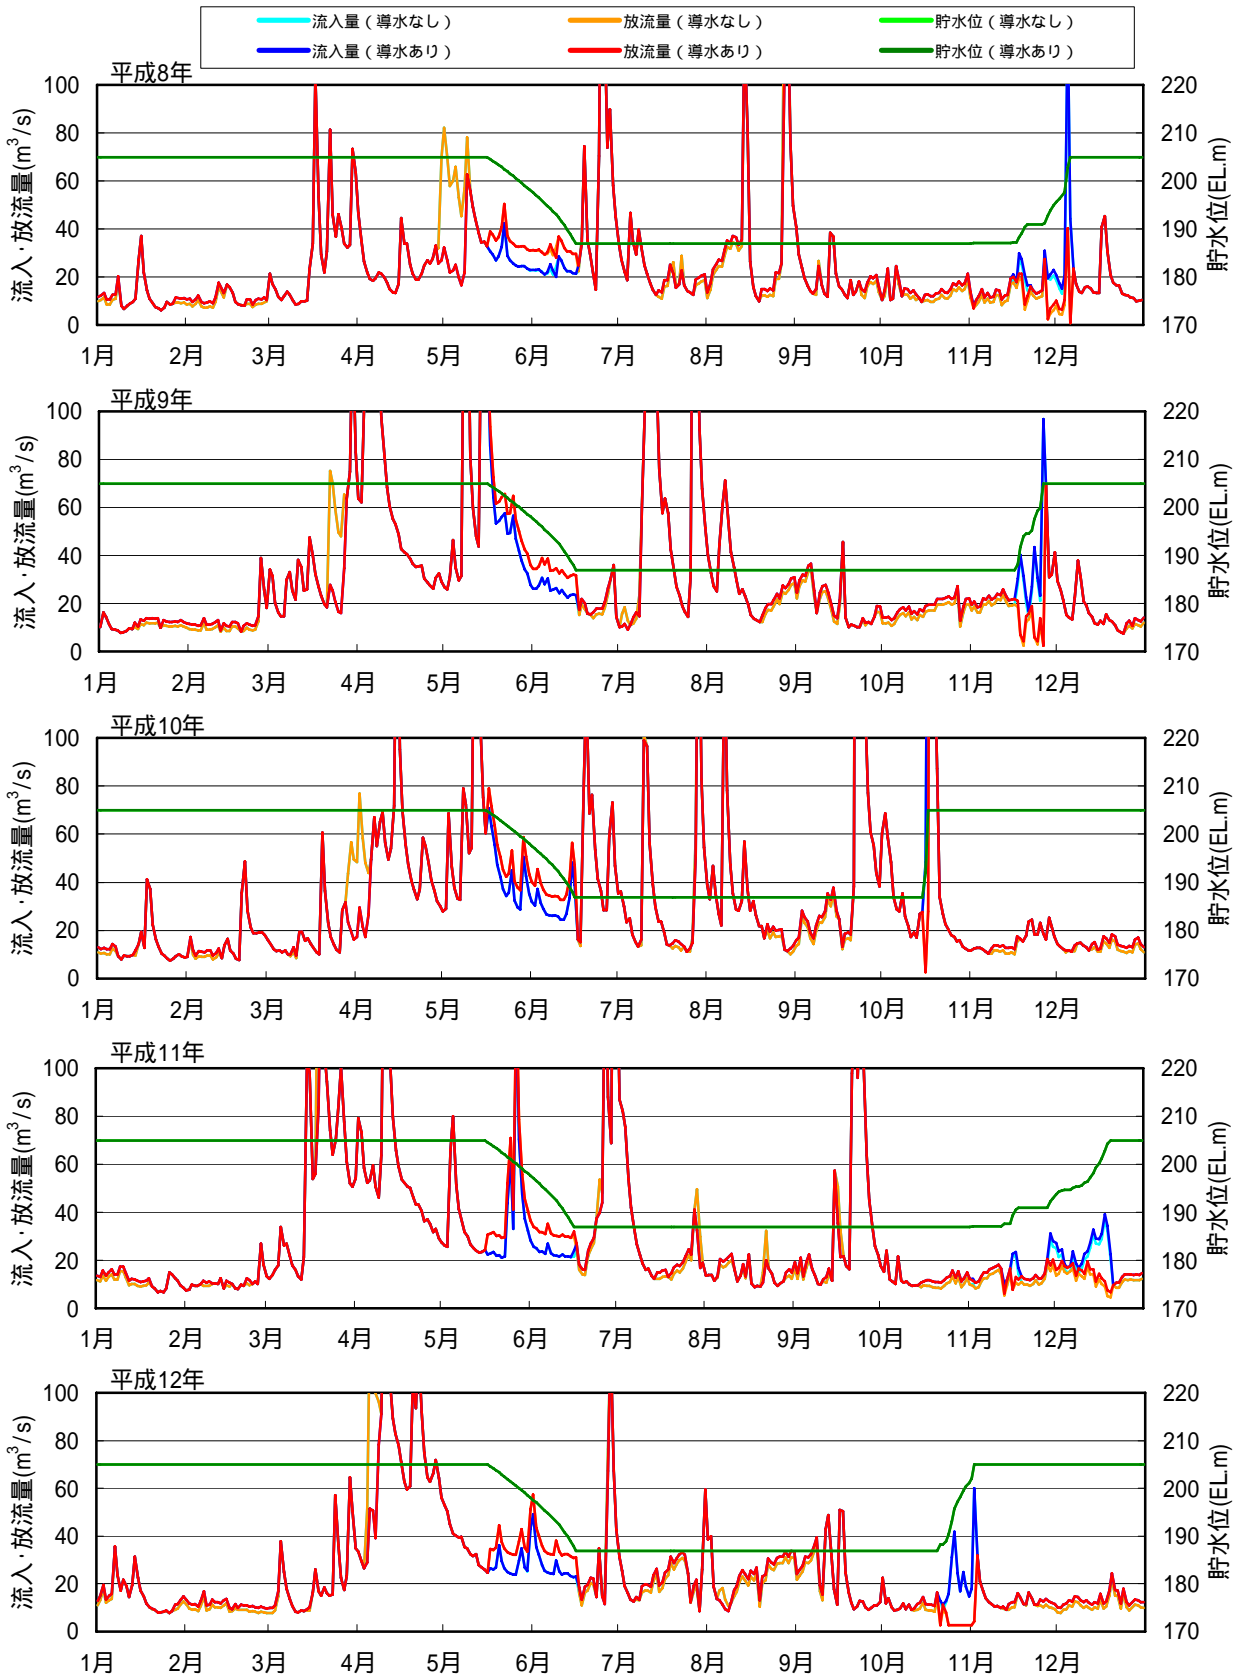 流入量（導水なし） 放流量（導水なし） 貯水位（導水なし）
流入量（導水あり） 放流量（導水あり） 貯水位（導水あり）
平成8年
流入・放流量(m³/s)
100 80 60 40 20 0
220 210 200 190 180 170
貯水位(EL.m)
1月 2月 3月 4月 5月 6月 7月 8月 9月 10月 11月 12月
平成9年
流入・放流量(m³/s)
100 80 60 40 20 0
220 210 200 190 180 170
貯水位(EL.m)
1月 2月 3月 4月 5月 6月 7月 8月 9月 10月 11月 12月
平成10年
流入・放流量(m³/s)
100 80 60 40 20 0
220 210 200 190 180 170
貯水位(EL.m)
1月 2月 3月 4月 5月 6月 7月 8月 9月 10月 11月 12月
平成11年
流入・放流量(m³/s)
100 80 60 40 20 0
220 210 200 190 180 170
貯水位(EL.m)
1月 2月 3月 4月 5月 6月 7月 8月 9月 10月 11月 12月
平成12年
流入・放流量(m³/s)
100 80 60 40 20 0
220 210 200 190 180 170
貯水位(EL.m)
1月 2月 3月 4月 5月 6月 7月 8月 9月 10月 11月 12月